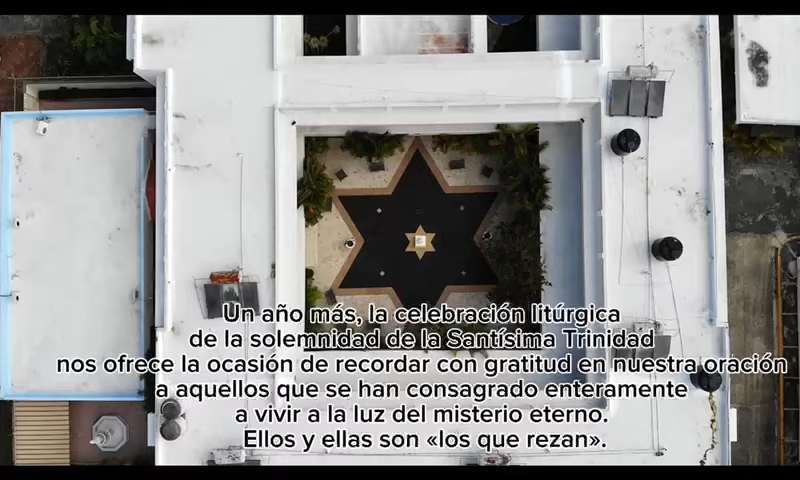 Un año más, la celebración litúrgica
de la solemnidad de la Santísima Trinidad
nos ofrece la ocasión de recordar con gratitud en nuestra oración
a aquellos que se han consagrado enteramente
a vivir a la luz del misterio eterno.
Ellos y ellas son «los que rezan».